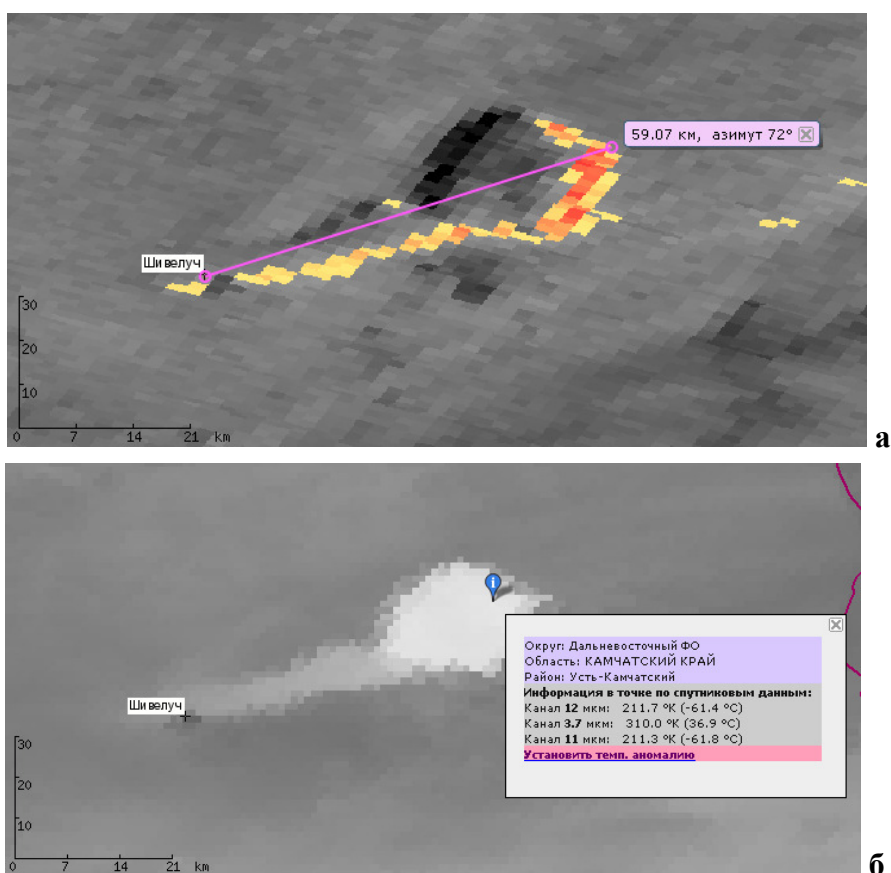 59.07 км, азимут 72°
Шивелуч
30
20
10
0 7 14 21 km
а
Округ: Дальневосточный ФО
Область: КАМЧАТСКИЙ КРАЙ
Район: Усть-Камчатский
Информация в точке по спутниковым данным:
Канал 12 мкм: 211.7 °К (-61.4 °C)
Канал 3.7 мкм: 310.0 °К (36.9 °C)
Канал 11 мкм: 211.3 °К (-61.8 °C)
Установить темп. аномалию
Шивелуч
30
20
10
0 7 14 21 km
б